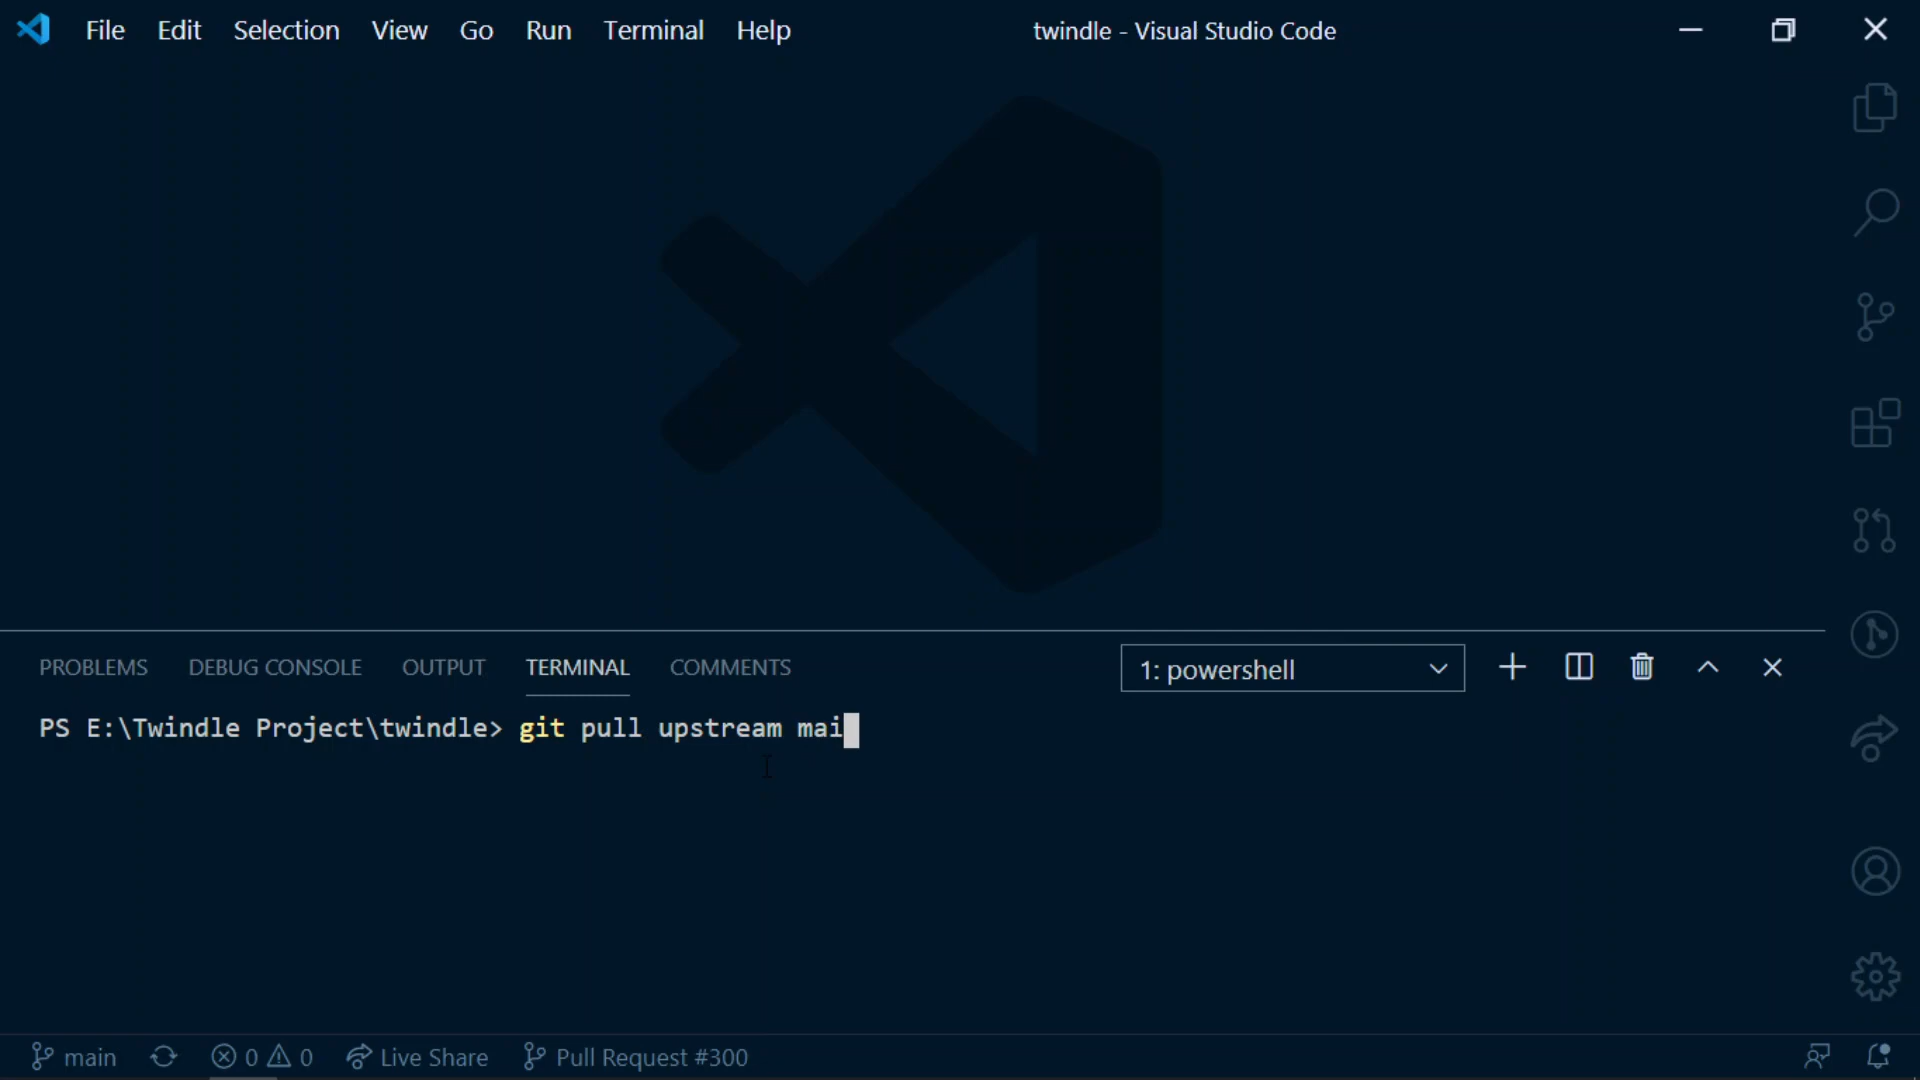 File Edit Selection View Go Run Terminal Help twindle - Visual Studio Code
PROBLEMS DEBUG CONSOLE OUTPUT TERMINAL COMMENTS 1: powershell
PS E:\Twindle Project\twindle> git pull upstream mai
main 0 0 Live Share Pull Request #300